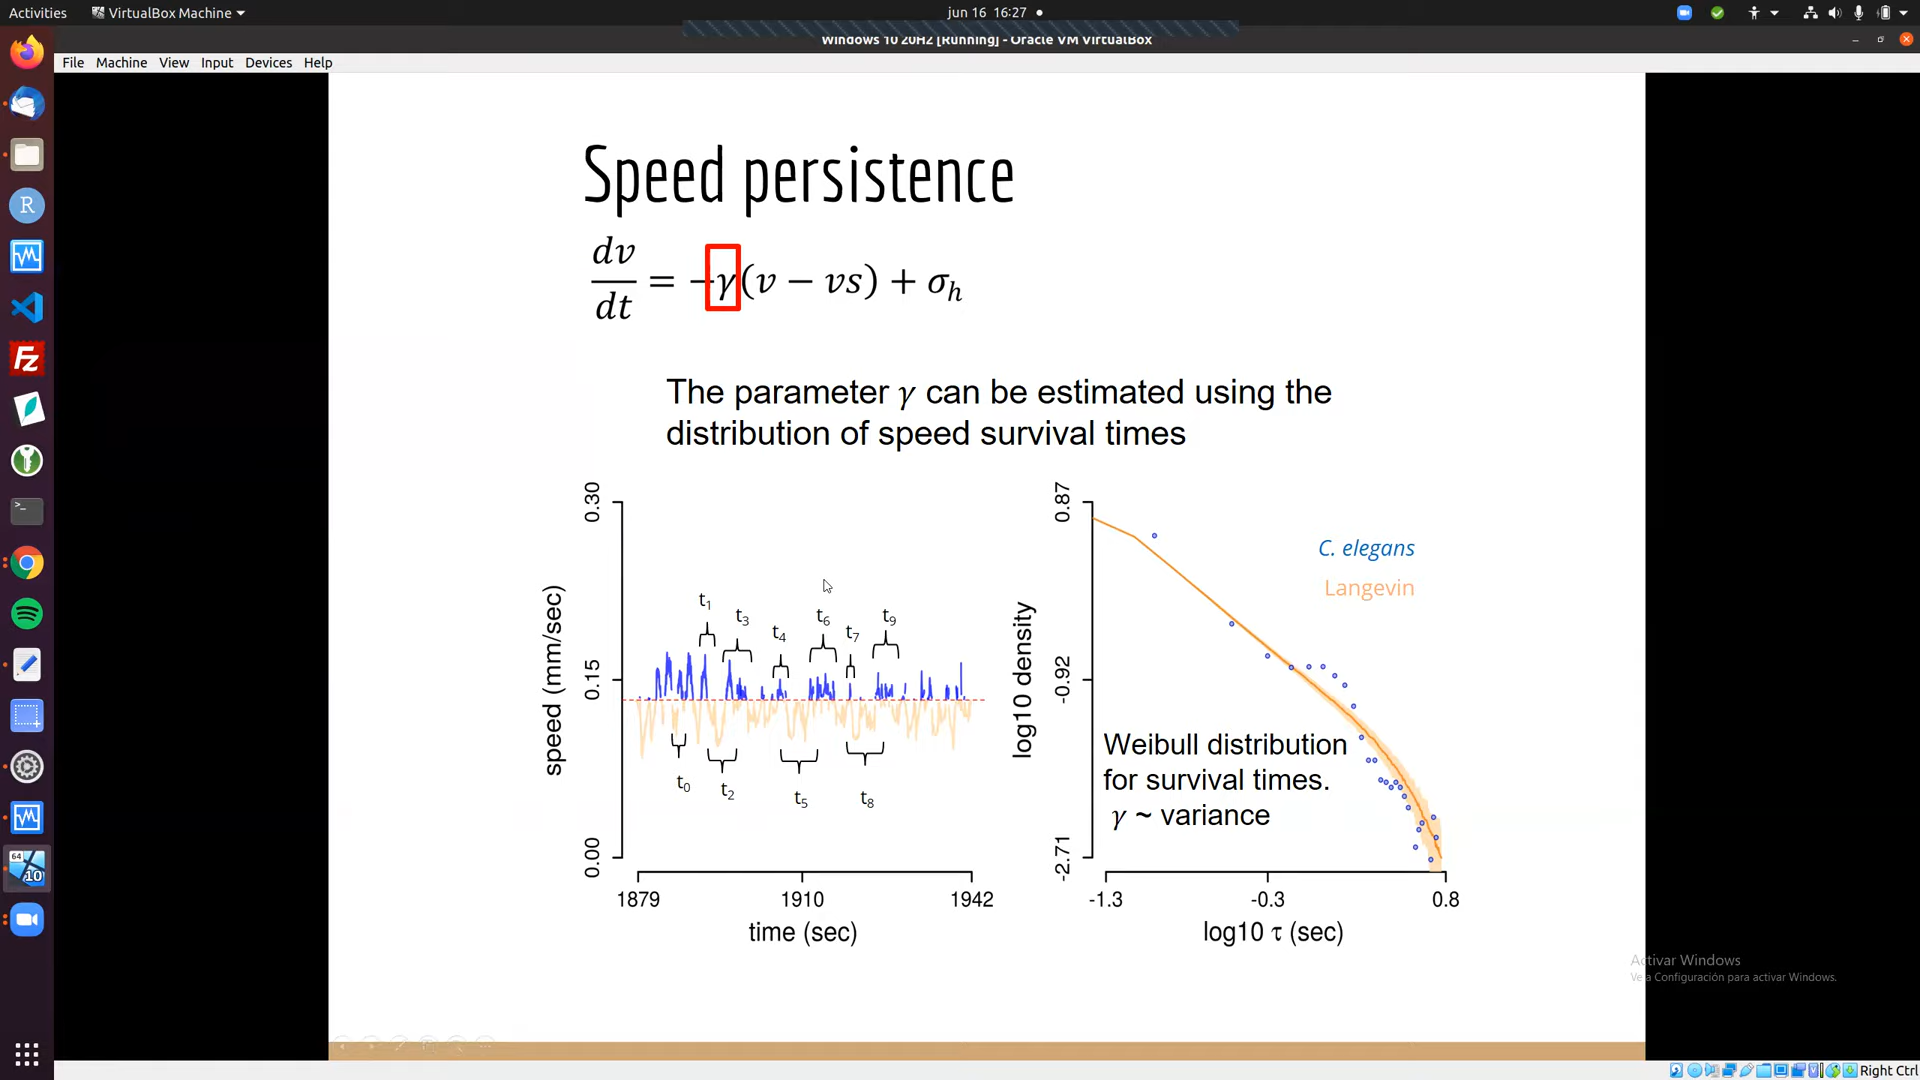 Activities
VirtualBox Machine
jun 16 16:27
Windows 10 20H2 [Running] - Oracle VM VirtualBox
File Machine View Input Devices Help
Speed persistence
dv/dt = −γ(v − vs) + σh
The parameter γ can be estimated using the
distribution of speed survival times
speed (mm/sec)
0.30
0.15
0.00
t1
t3
t4
t6
t7
t9
t0
t2
t5
t8
1879
1910
1942
time (sec)
log10 density
0.87
-0.92
-2.71
C. elegans
Langevin
Weibull distribution
for survival times.
γ ~ variance
-1.3
-0.3
0.8
log10 τ (sec)
Activar Windows
Ve a Configuración para activar Windows.
R
Fz
>_
64
10
Right Ctrl